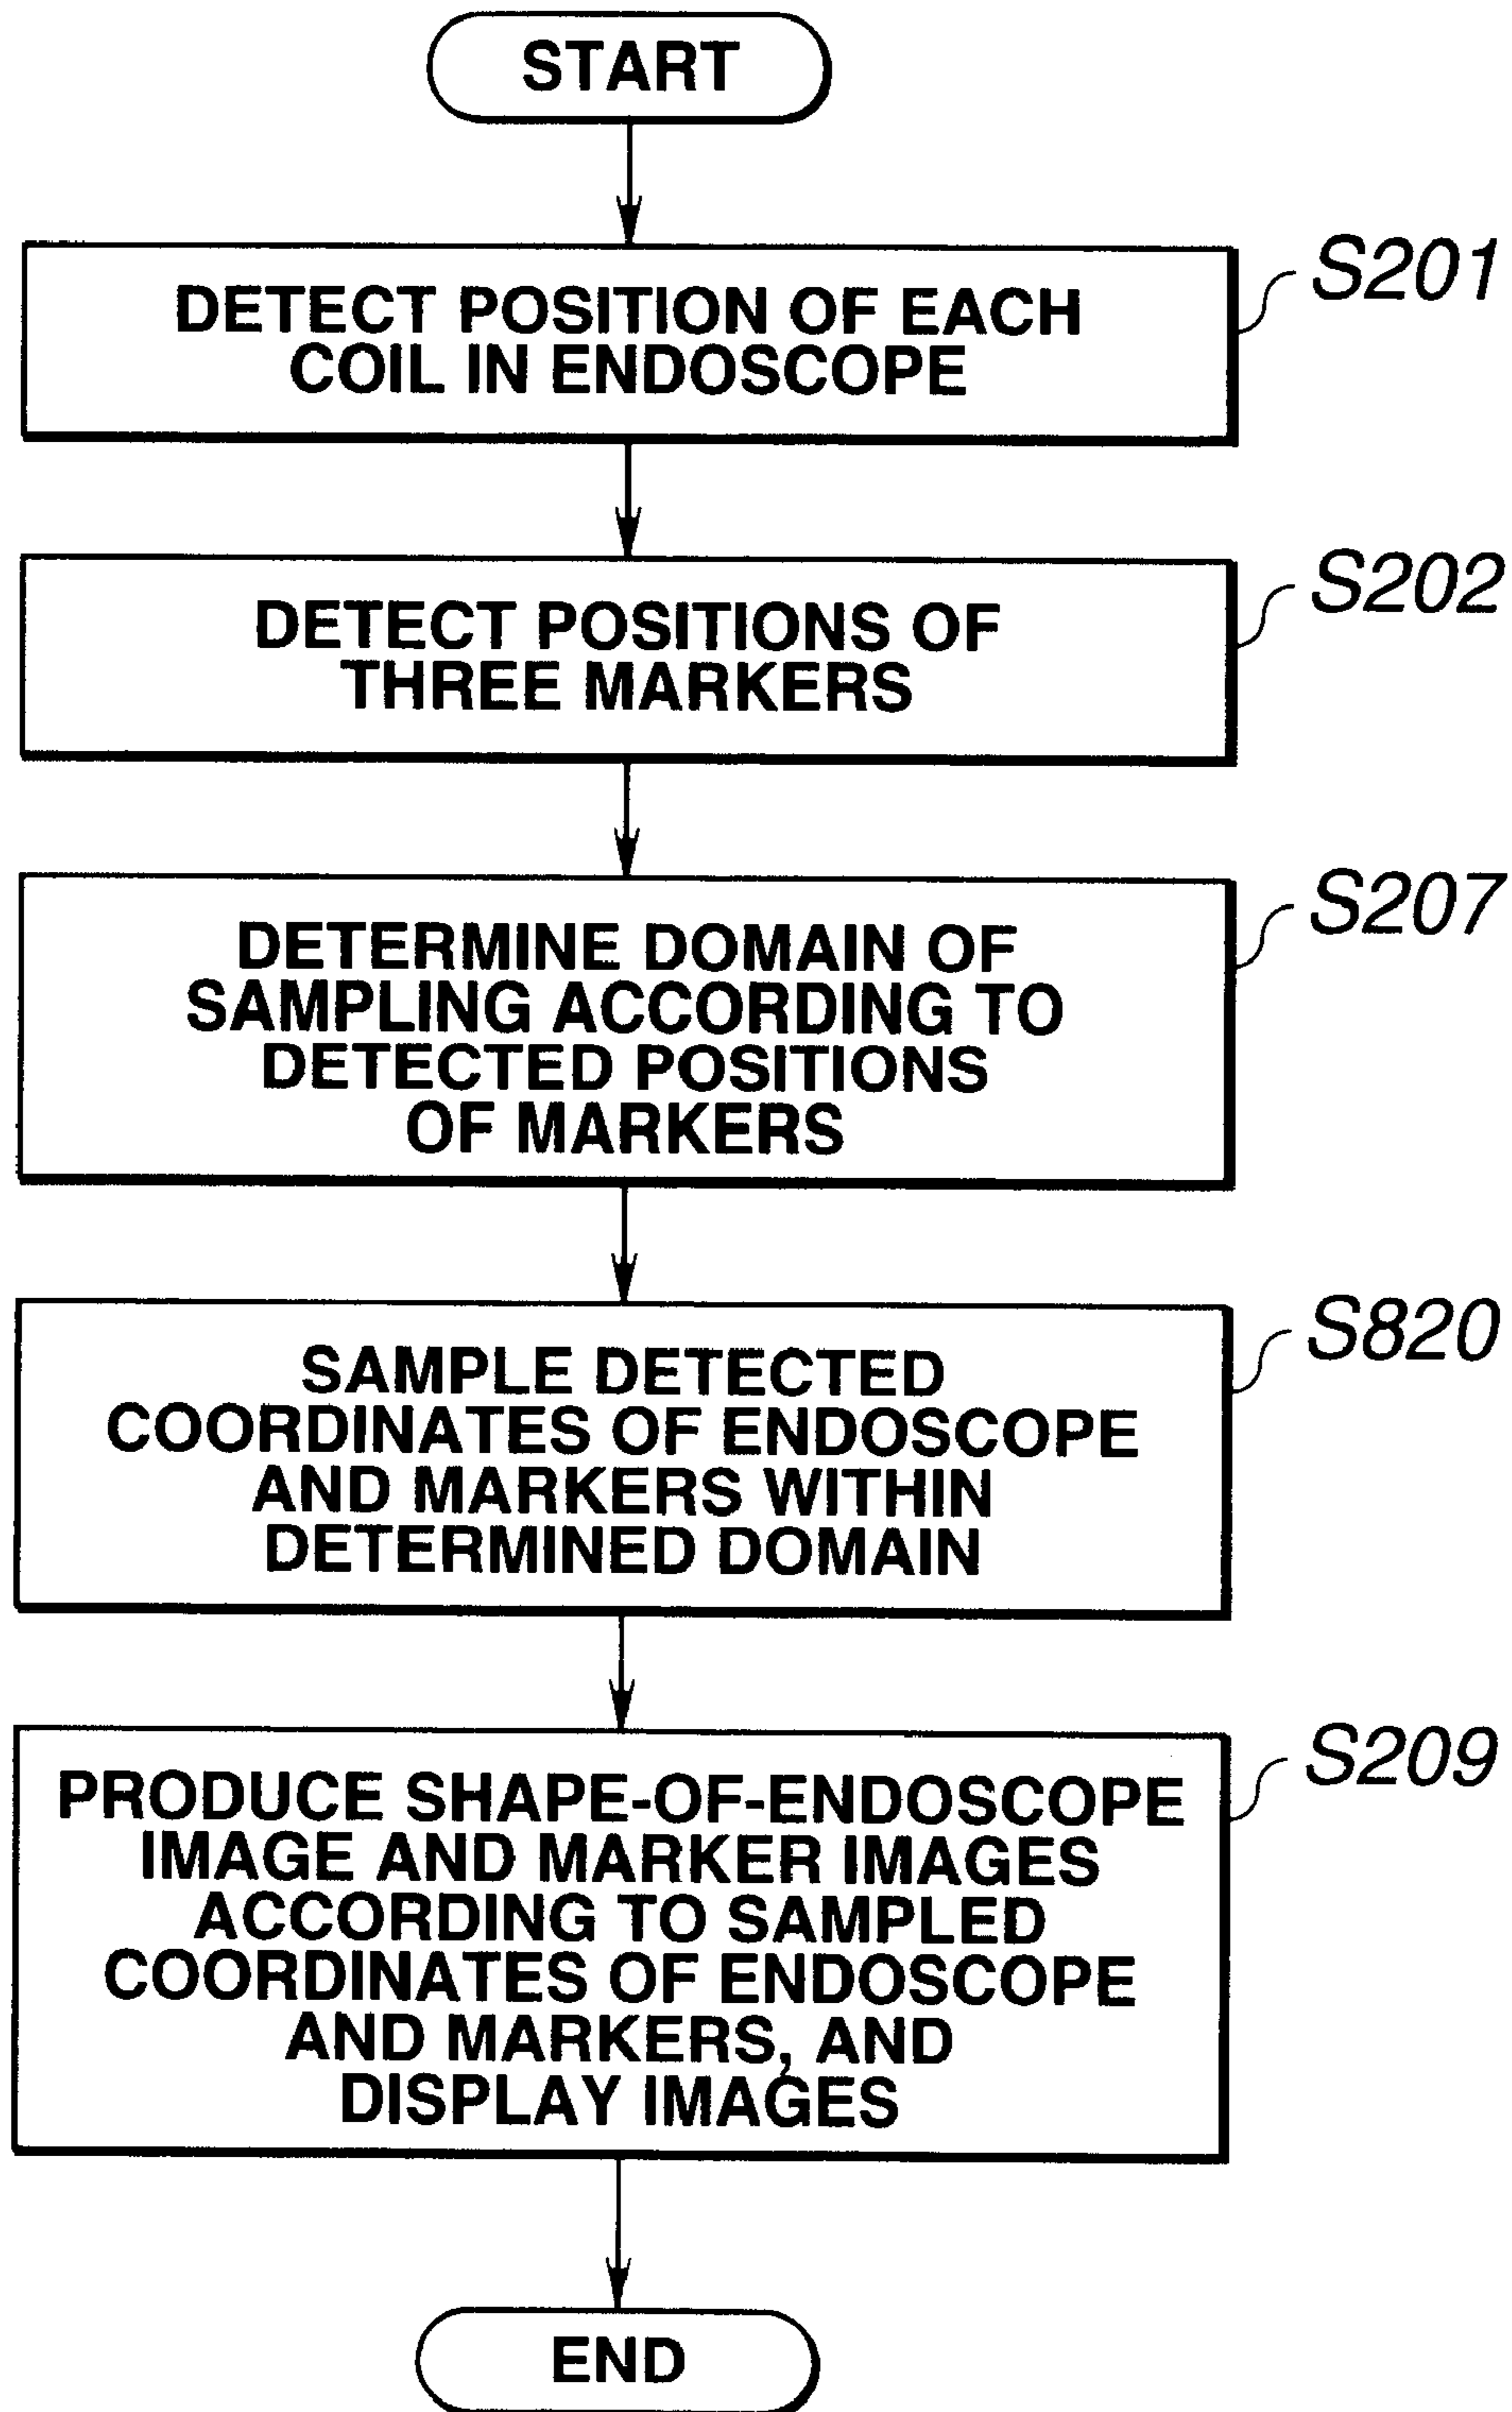 START
DETECT POSITION OF EACH
COIL IN ENDOSCOPE
S201
DETECT POSITIONS OF
THREE MARKERS
S202
DETERMINE DOMAIN OF
SAMPLING ACCORDING TO
DETECTED POSITIONS
OF MARKERS
S207
SAMPLE DETECTED
COORDINATES OF ENDOSCOPE
AND MARKERS WITHIN
DETERMINED DOMAIN
S820
PRODUCE SHAPE-OF-ENDOSCOPE
IMAGE AND MARKER IMAGES
ACCORDING TO SAMPLED
COORDINATES OF ENDOSCOPE
AND MARKERS, AND
DISPLAY IMAGES
S209
END